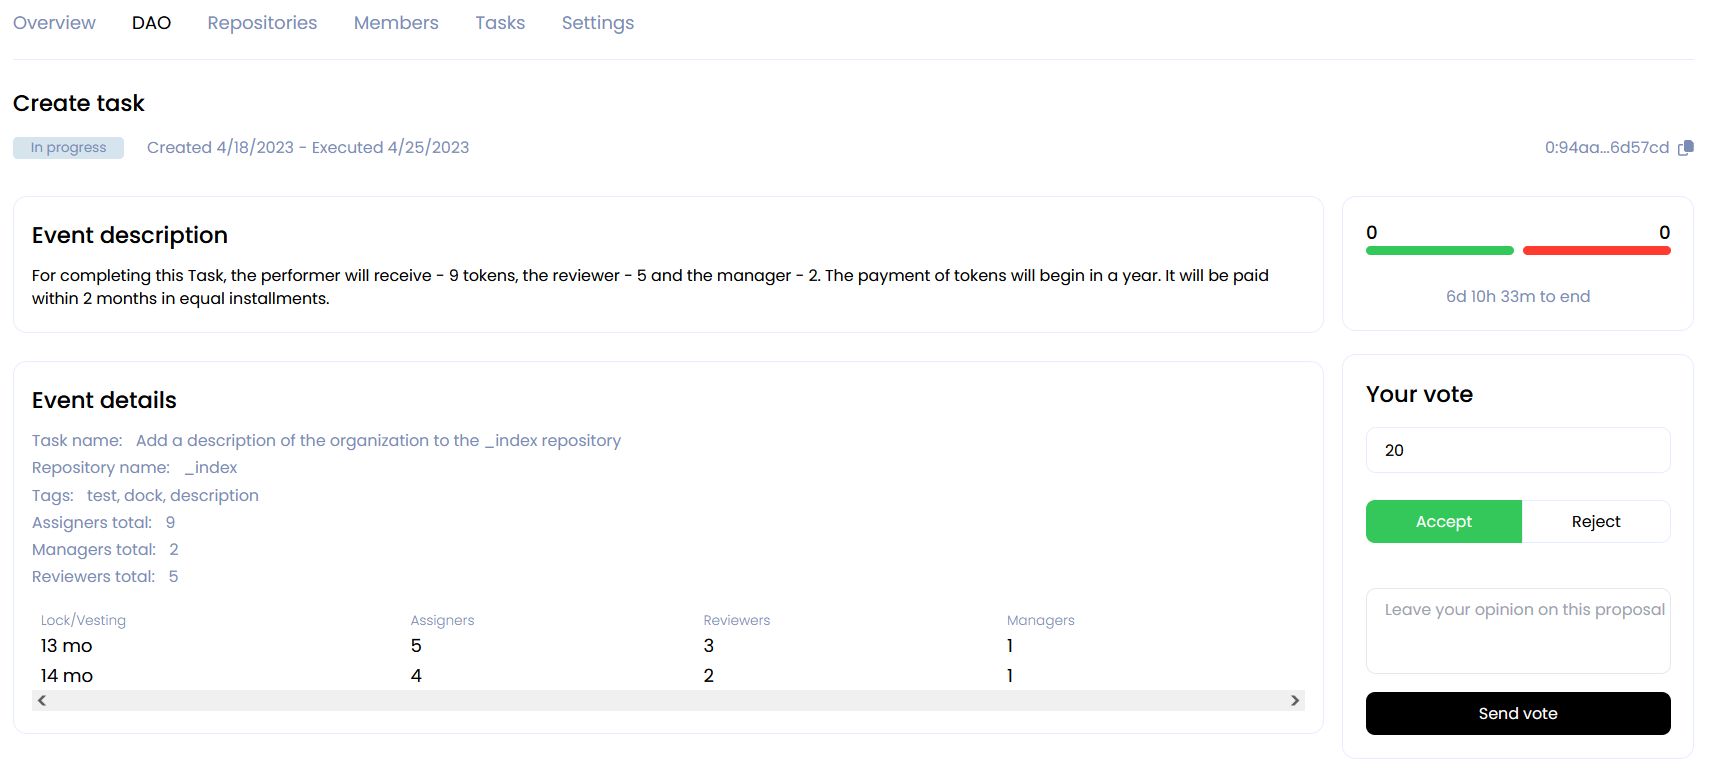 Overview DAO Repositories Members Tasks Settings
Create task
In progress Created 4/18/2023 - Executed 4/25/2023 0:94aa...6d57cd
Event description
For completing this Task, the performer will receive - 9 tokens, the reviewer - 5 and the manager - 2. The payment of tokens will begin in a year. It will be paid
within 2 months in equal installments.
0 0
6d 10h 33m to end
Event details
Task name: Add a description of the organization to the _index repository
Repository name: _index
Tags: test, dock, description
Assigners total: 9
Managers total: 2
Reviewers total: 5
Lock/Vesting Assigners Reviewers Managers
13 mo 5 3 1
14 mo 4 2 1
Your vote
20
Accept Reject
Leave your opinion on this proposal
Send vote